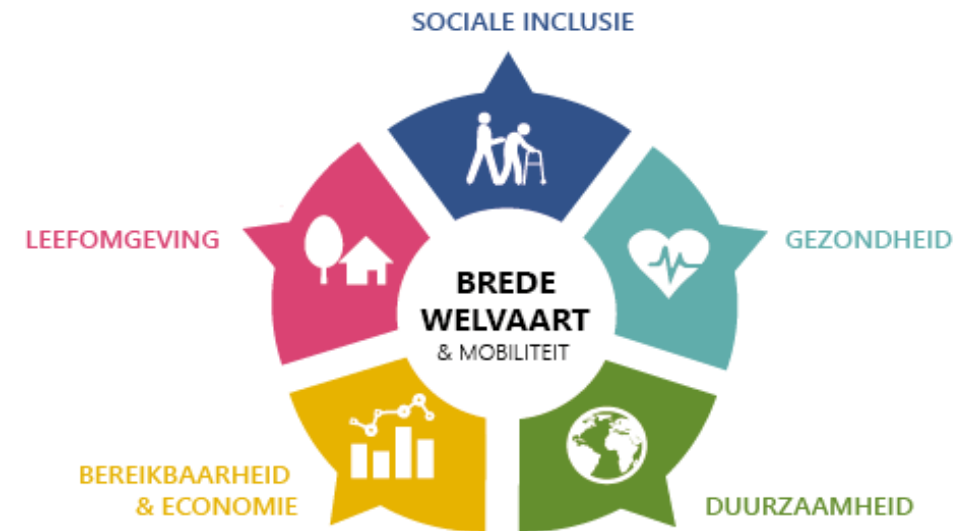 SOCIALE INCLUSIE
LEEFOMGEVING
GEZONDHEID
BREDE
WELVAART
& MOBILITEIT
BEREIKBAARHEID
& ECONOMIE
DUURZAAMHEID